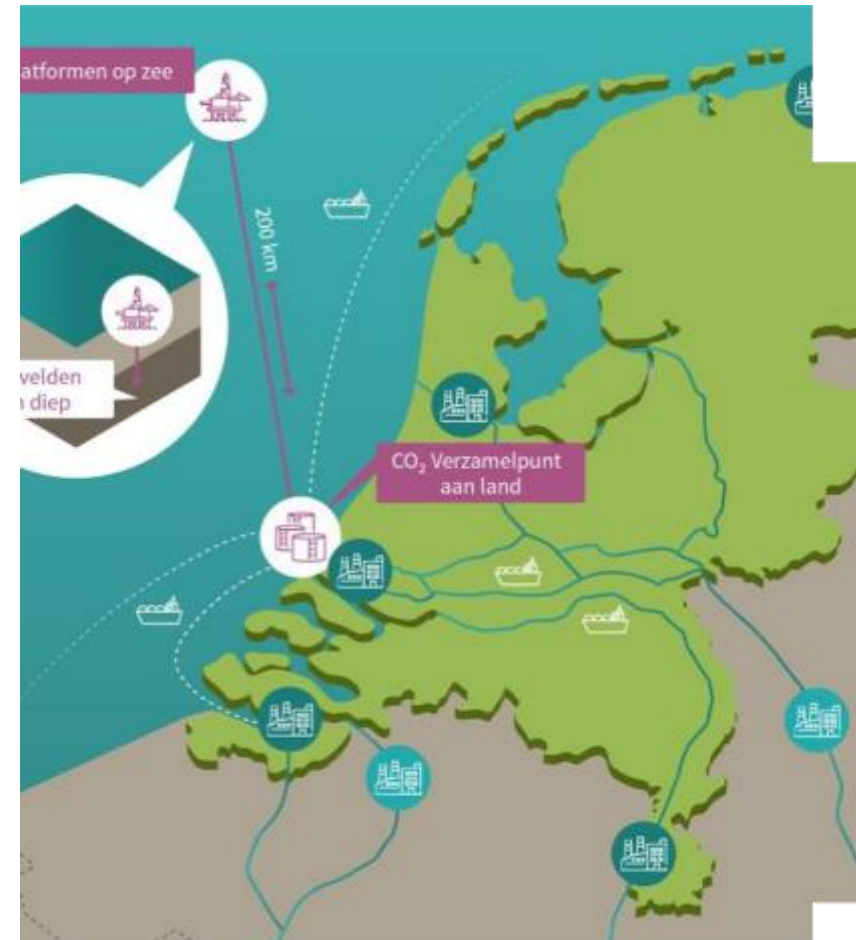 atformen op zee
200 km
velden
diep
CO₂ Verzamelpunt
aan land